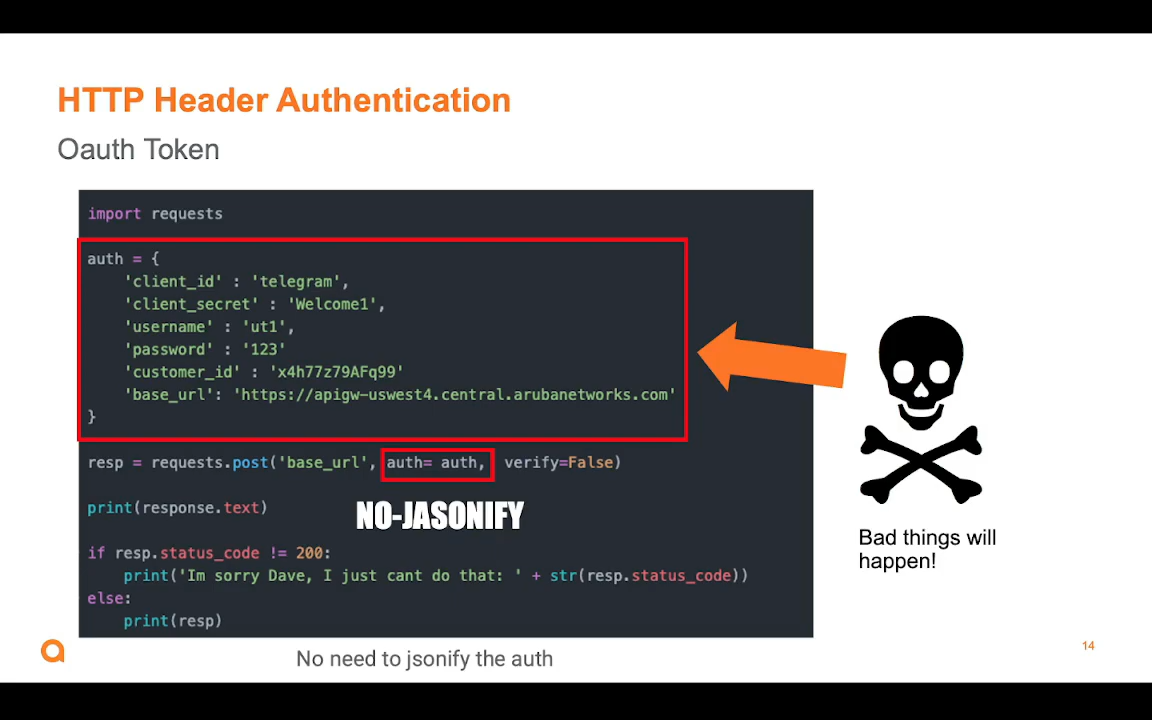 HTTP Header Authentication
Oauth Token
import requests
auth = {
    'client_id' : 'telegram',
    'client_secret' : 'Welcome1',
    'username' : 'ut1',
    'password' : '123'
    'customer_id' : 'x4h77z79AFq99'
    'base_url': 'https://apigw-uswest4.central.arubanetworks.com'
}
resp = requests.post('base_url', auth= auth, verify=False)
NO-JASONIFY
print(response.text)
if resp.status_code != 200:
    print('Im sorry Dave, I just cant do that: ' + str(resp.status_code))
else:
    print(resp)
Bad things will
happen!
No need to jsonify the auth
14